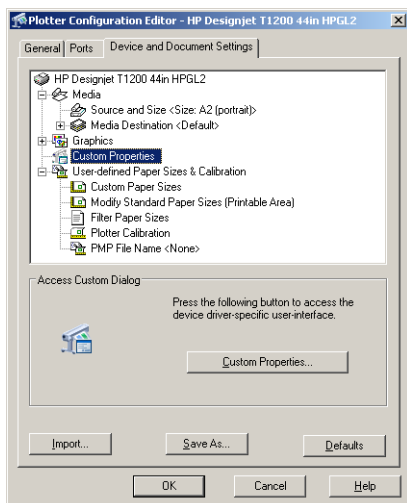 Plotter Configuration Editor - HP Designjet T1200 44in HPGL2
General Ports Device and Document Settings
HP Designjet T1200 44in HPGL2
Media
Source and Size <Size: A2 (portrait)>
Media Destination <Default>
Graphics
Custom Properties
User-defined Paper Sizes & Calibration
Custom Paper Sizes
Modify Standard Paper Sizes (Printable Area)
Filter Paper Sizes
Plotter Calibration
PMP File Name <None>
Access Custom Dialog
Press the following button to access the
device driver-specific user-interface.
Custom Properties...
Import... Save As... Defaults
OK Cancel Help